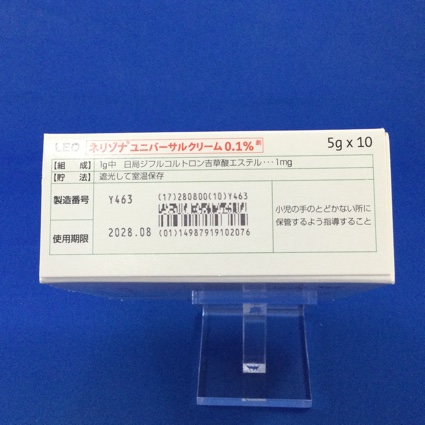 LEO ネリゾナ®ユニバーサルクリーム0.1% 劇 5g x 10
【組 成】 1g中 日局ジフルコルトロン吉草酸エステル…1mg
【貯 法】 遮光して室温保存
製造番号 Y463 (17)280800(10)Y463
使用期限 2028.08 (01)14987919102076
小児の手のとどかない所に
保管するよう指導すること